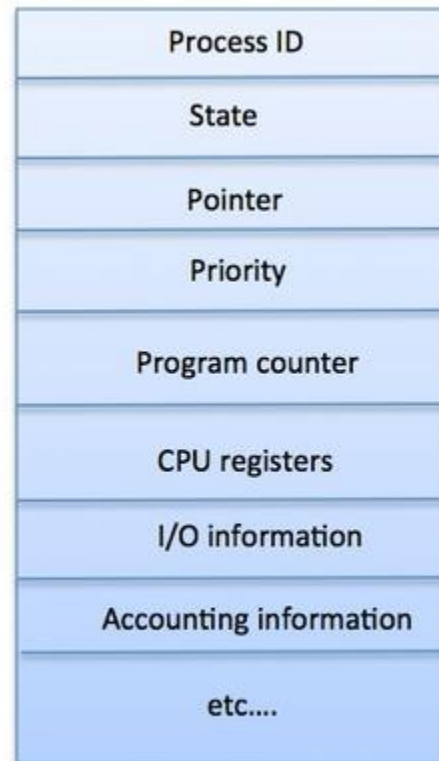 Process ID
State
Pointer
Priority
Program counter
CPU registers
I/O information
Accounting information
etc....